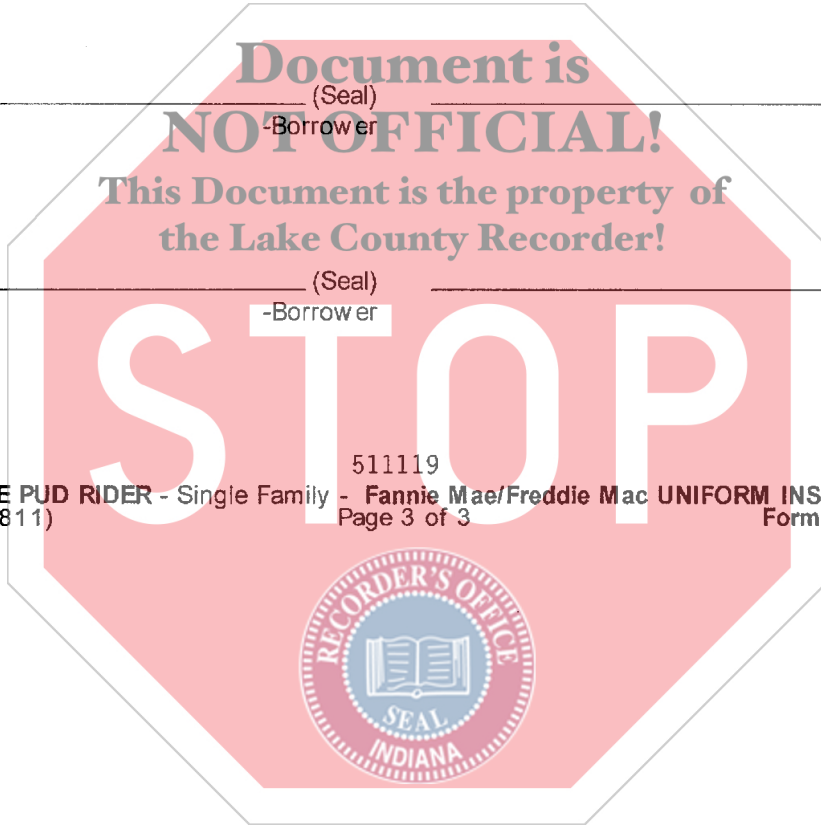 Document is
(Seal)
-Borrower
NOT OFFICIAL!
This Document is the property of
the Lake County Recorder!
(Seal)
-Borrower
STOP
511119
E PUD RIDER - Single Family - Fannie Mae/Freddie Mac UNIFORM INS
811) Page 3 of 3 Form
RECORDER'S OFFICE
SEAL
INDIANA